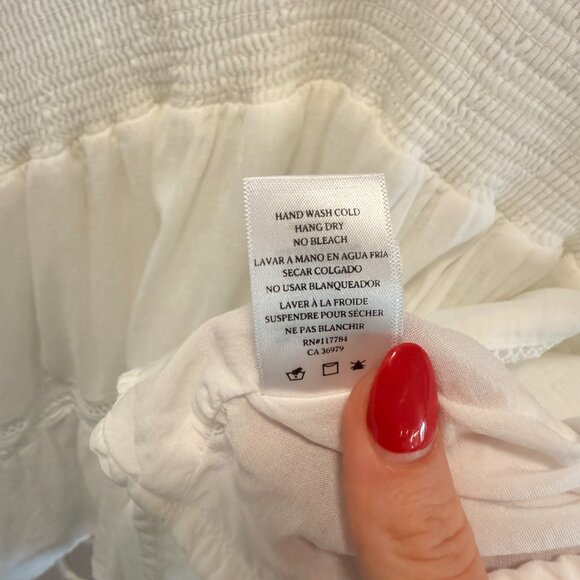 HAND WASH COLD
HANG DRY
NO BLEACH
LAVAR A MANO EN AGUA FRÍA
SECAR COLGADO
NO USAR BLANQUEADOR
LAVER À LA FROIDE
SUSPENDRE POUR SÉCHER
NE PAS BLANCHIR
RN#117784
CA 36979